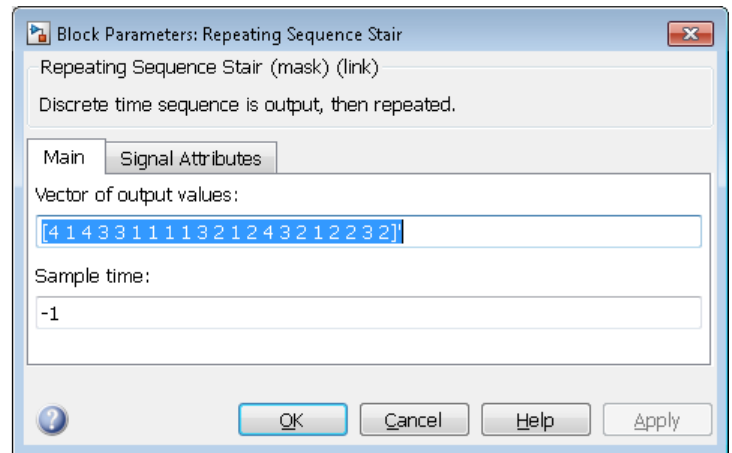 Block Parameters: Repeating Sequence Stair
Repeating Sequence Stair (mask) (link)
Discrete time sequence is output, then repeated.
Main Signal Attributes
Vector of output values:
[4 1 4 3 3 1 1 1 1 3 2 1 2 4 3 2 1 2 2 3 2]'
Sample time:
-1
? OK Cancel Help Apply